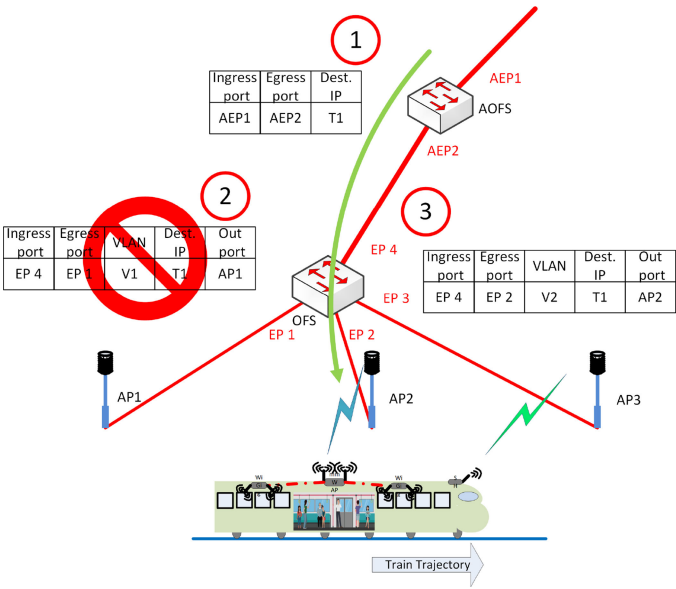 1
Ingress Egress Dest.
port port IP
AEP1 AEP2 T1
AEP1
AOFS
AEP2
2
Ingress Egress VLAN Dest. Out
port port IP port
EP 4 EP 1 V1 T1 AP1
3
Ingress Egress VLAN Dest. Out
port port IP port
EP 4 EP 2 V2 T1 AP2
EP 4
EP 3
OFS
EP 1
EP 2
AP1
AP2
AP3
Wi
Wi
AP
Train Trajectory